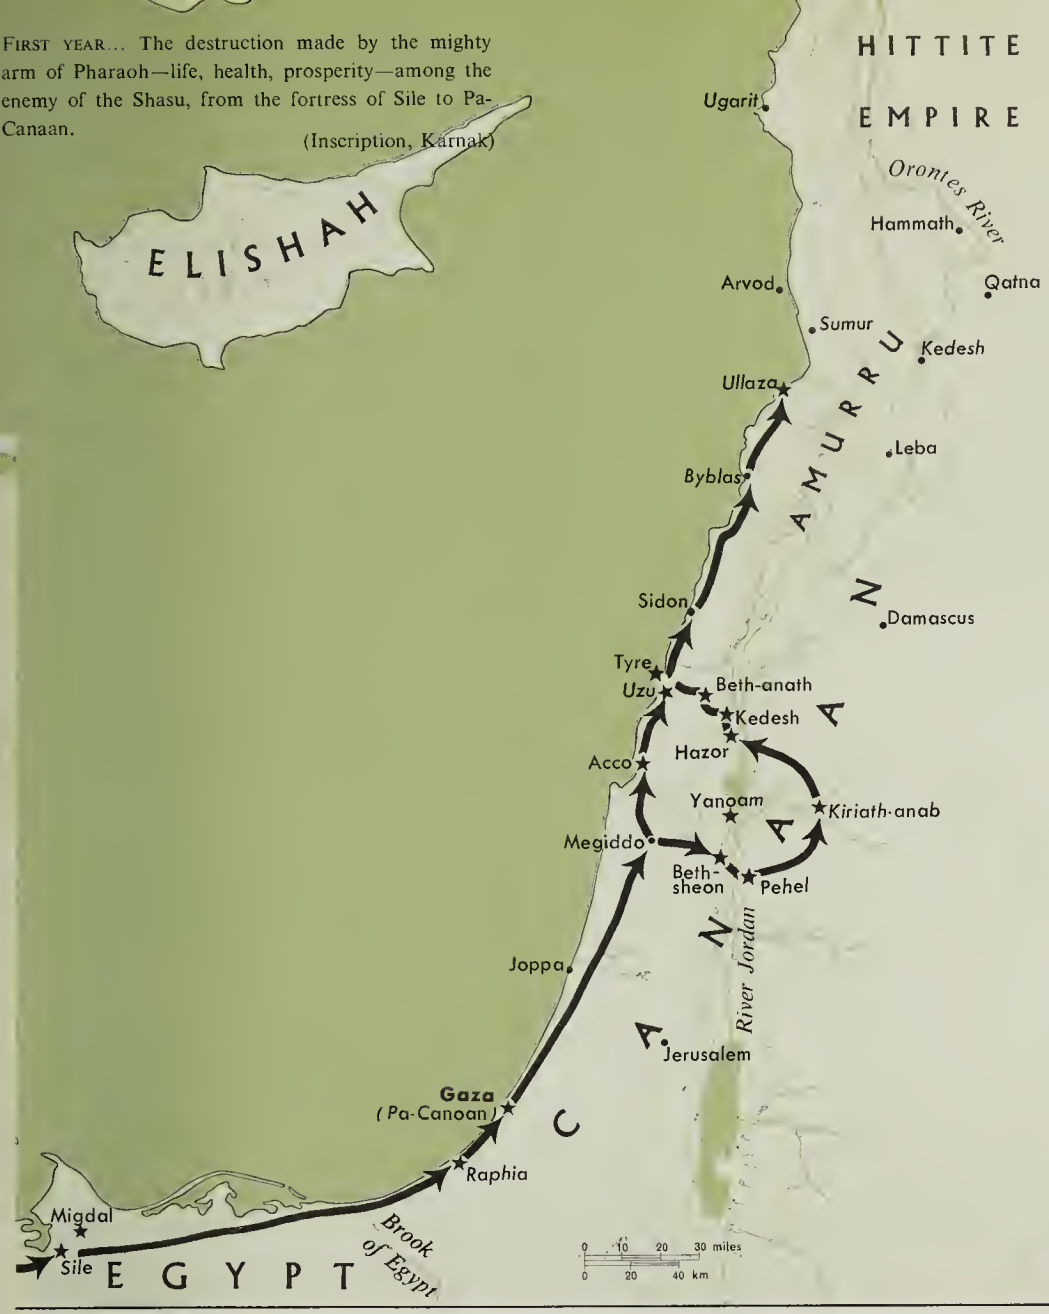 FIRST YEAR... The destruction made by the mighty
arm of Pharaoh—life, health, prosperity—among the
enemy of the Shasu, from the fortress of Sile to Pa-
Canaan.
(Inscription, Karnak)
HITTITE
EMPIRE
Ugarit
Orontes River
ELISHAH
Hammath
Arvod
Qatna
Sumur
Kedesh
AMURRU
Ullaza
Leba
Byblas
Sidon
Damascus
Tyre
Uzu
Beth-anath
Kedesh
Hazor
Acco
Yanoam
Kiriath-anab
Megiddo
Beth-
sheon
Pehel
CANAAN
River Jordan
Joppa
Jerusalem
Gaza
(Pa-Canoan)
Raphia
Migdal
Brook
of Egypt
Sile
EGYPT
0 10 20 30 miles
0 20 40 km